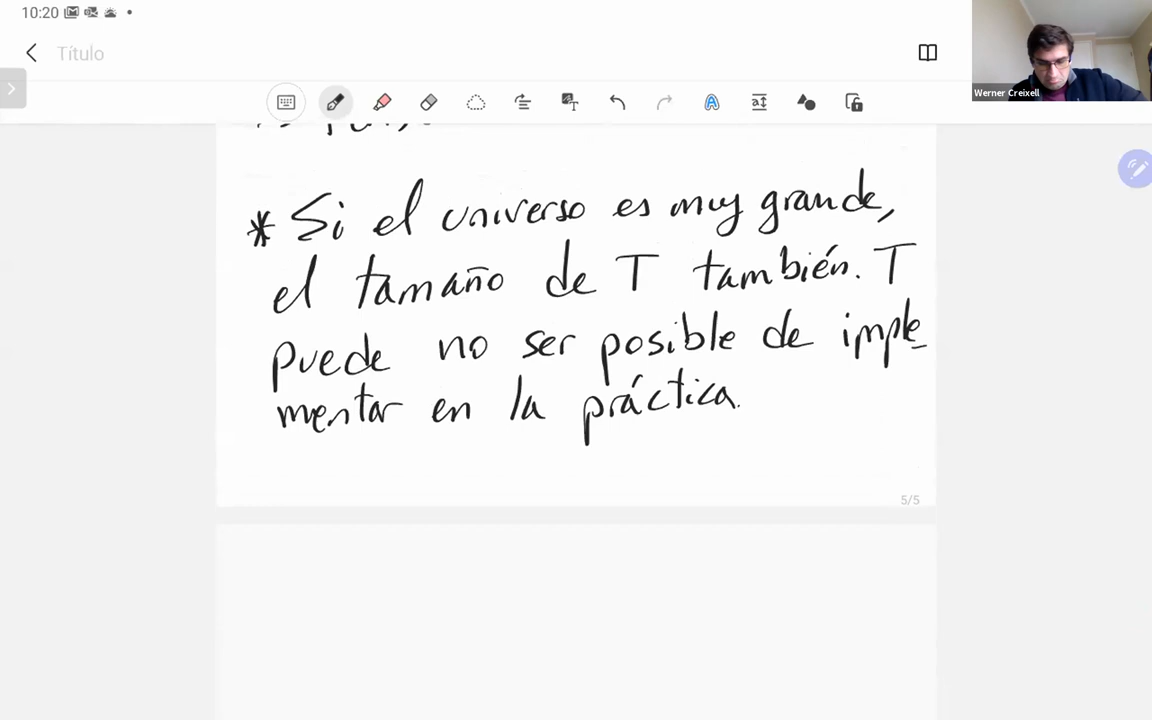 10:20
Título
Werner Creixell
* Si el universo es muy grande,
el tamaño de T también. T
puede no ser posible de imple_
mentar en la práctica.
5/5